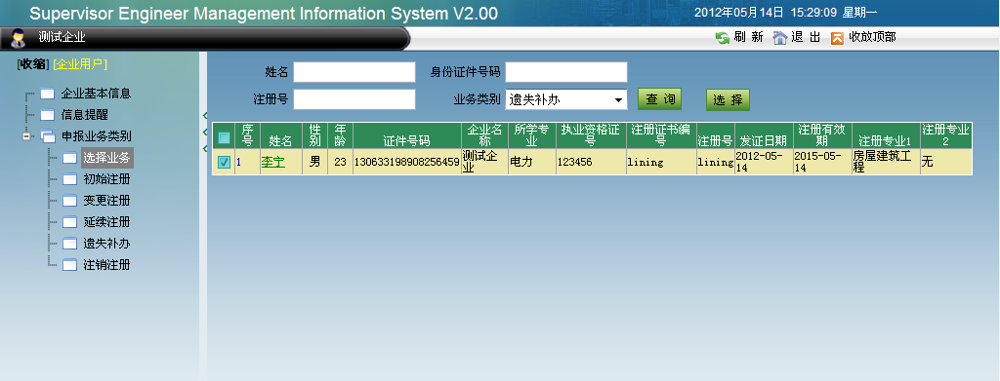 Supervisor Engineer Management Information System V2.00
2012年05月14日 15:29:09 星期一
测试企业
刷 新 退 出 收放顶部
[收缩] [企业用户]
企业基本信息
信息提醒
申报业务类别
选择业务
初始注册
变更注册
延续注册
遗失补办
注销注册
姓名 身份证件号码
注册号 业务类别 遗失补办 查 询 选 择
序号 姓名 性别 年龄 证件号码 企业名称 所学专业 执业资格证号 注册证书编号 注册号 发证日期 注册有效期 注册专业1 注册专业2
1 李宁 男 23 130633198908256459 测试企业 电力 123456 lining lining 2012-05-14 2015-05-14 房屋建筑工程 无